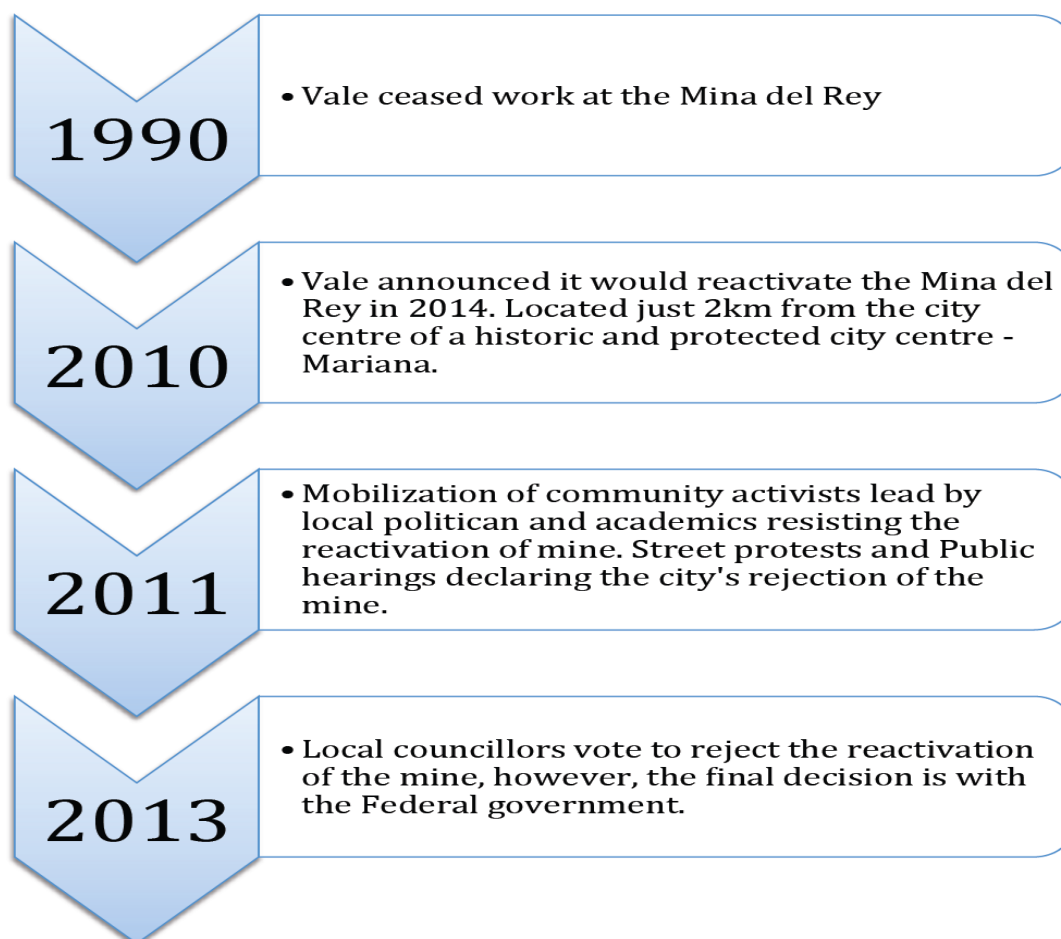 1990
• Vale ceased work at the Mina del Rey
2010
• Vale announced it would reactivate the Mina del
Rey in 2014. Located just 2km from the city
centre of a historic and protected city centre -
Mariana.
2011
• Mobilization of community activists lead by
local politican and academics resisting the
reactivation of mine. Street protests and Public
hearings declaring the city's rejection of the
mine.
2013
• Local councillors vote to reject the reactivation
of the mine, however, the final decision is with
the Federal government.